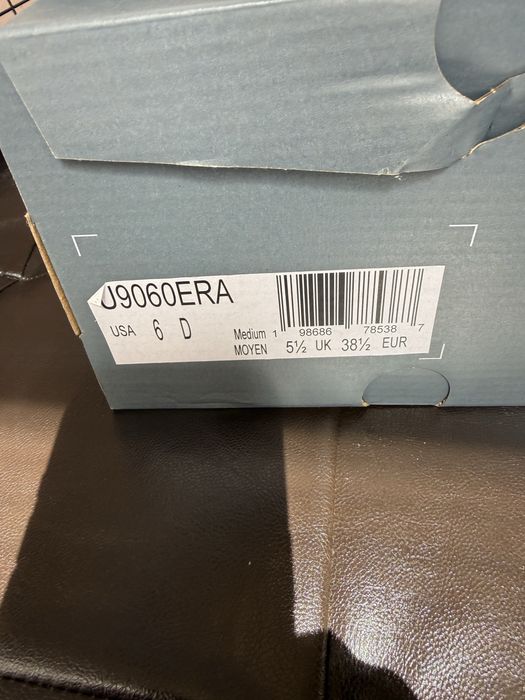 U9060ERA
USA 6 D Medium 1 98686 78538 7
MOYEN 5½ UK 38½ EUR